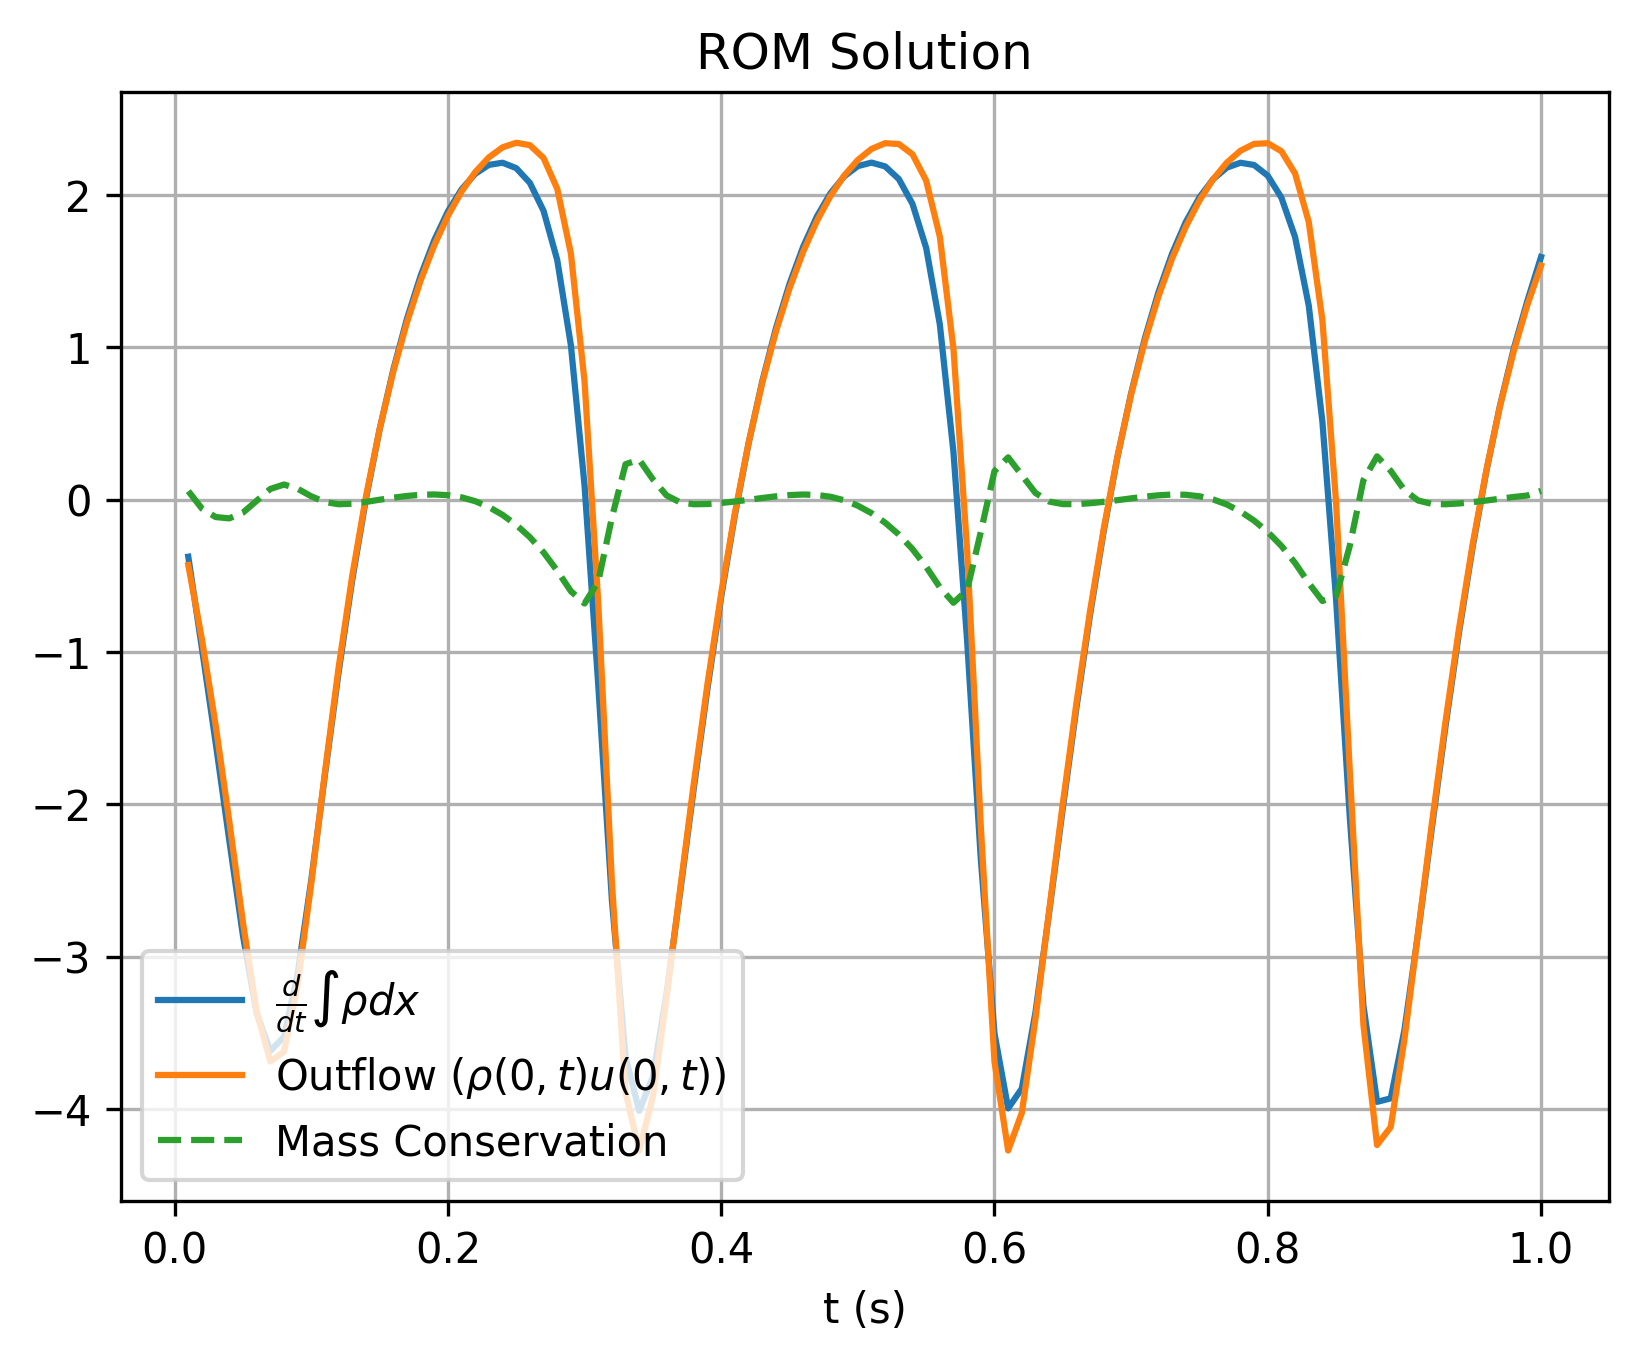 ROM Solution
2
1
0
−1
−2
−3
−4
d/dt ∫ρdx
Outflow (ρ(0, t)u(0, t))
Mass Conservation
0.0 0.2 0.4 0.6 0.8 1.0
t (s)